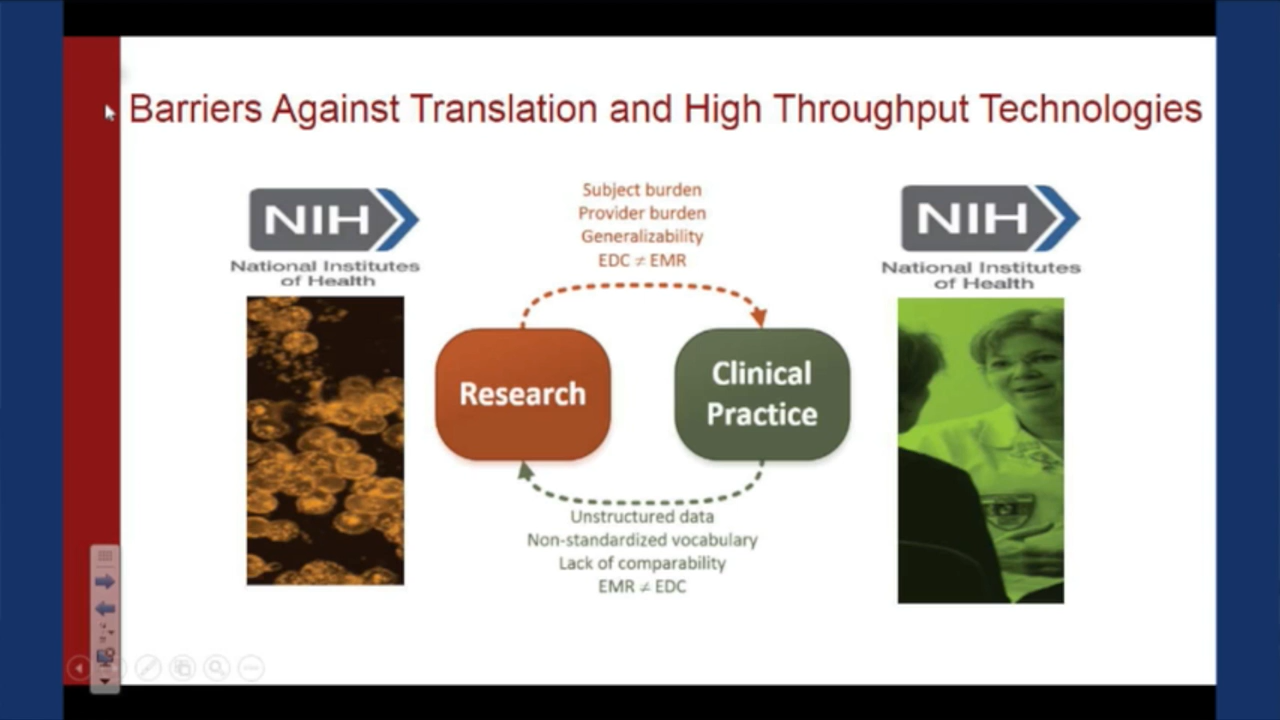 Barriers Against Translation and High Throughput Technologies
NIH
National Institutes
of Health
Subject burden
Provider burden
Generalizability
EDC ≠ EMR
NIH
National Institutes
of Health
Research
Clinical
Practice
Unstructured data
Non-standardized vocabulary
Lack of comparability
EMR ≠ EDC